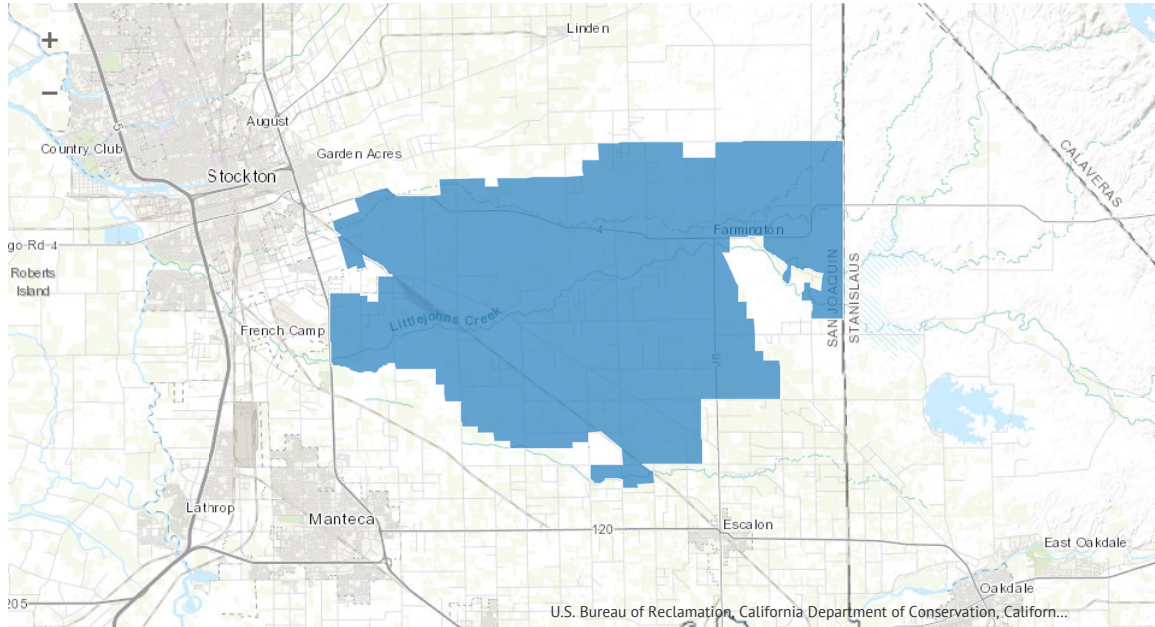 +
−
Linden
5
August
Country Club
Garden Acres
Stockton
CALAVERAS
4
Farmington
go-Rd-4
Roberts
Island
SAN JOAQUIN
STANISLAUS
Littlejohns Creek
French Camp
J6
Lathrop
Manteca
120
Escalon
East Oakdale
Oakdale
205
U.S. Bureau of Reclamation, California Department of Conservation, Californ...